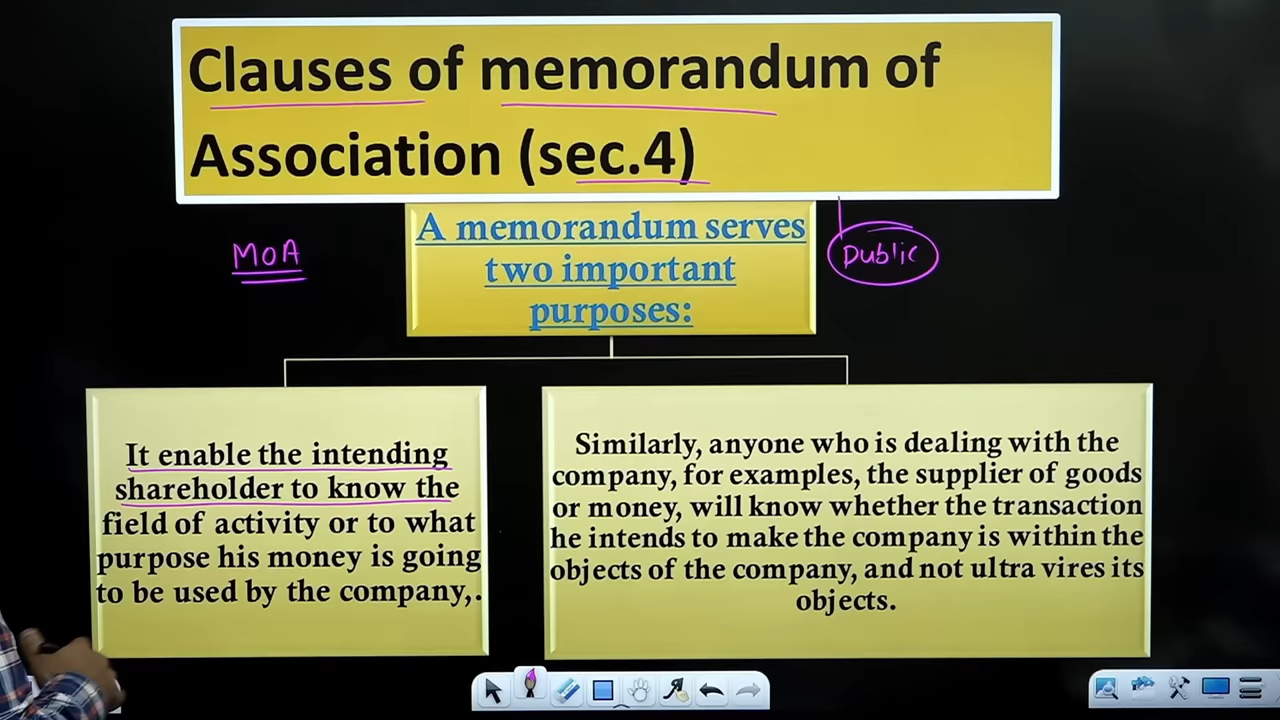 Clauses of memorandum of
Association (sec.4)
MOA
A memorandum serves
two important
purposes:
Public
It enable the intending
shareholder to know the
field of activity or to what
purpose his money is going
to be used by the company,.
Similarly, anyone who is dealing with the
company, for examples, the supplier of goods
or money, will know whether the transaction
he intends to make the company is within the
objects of the company, and not ultra vires its
objects.